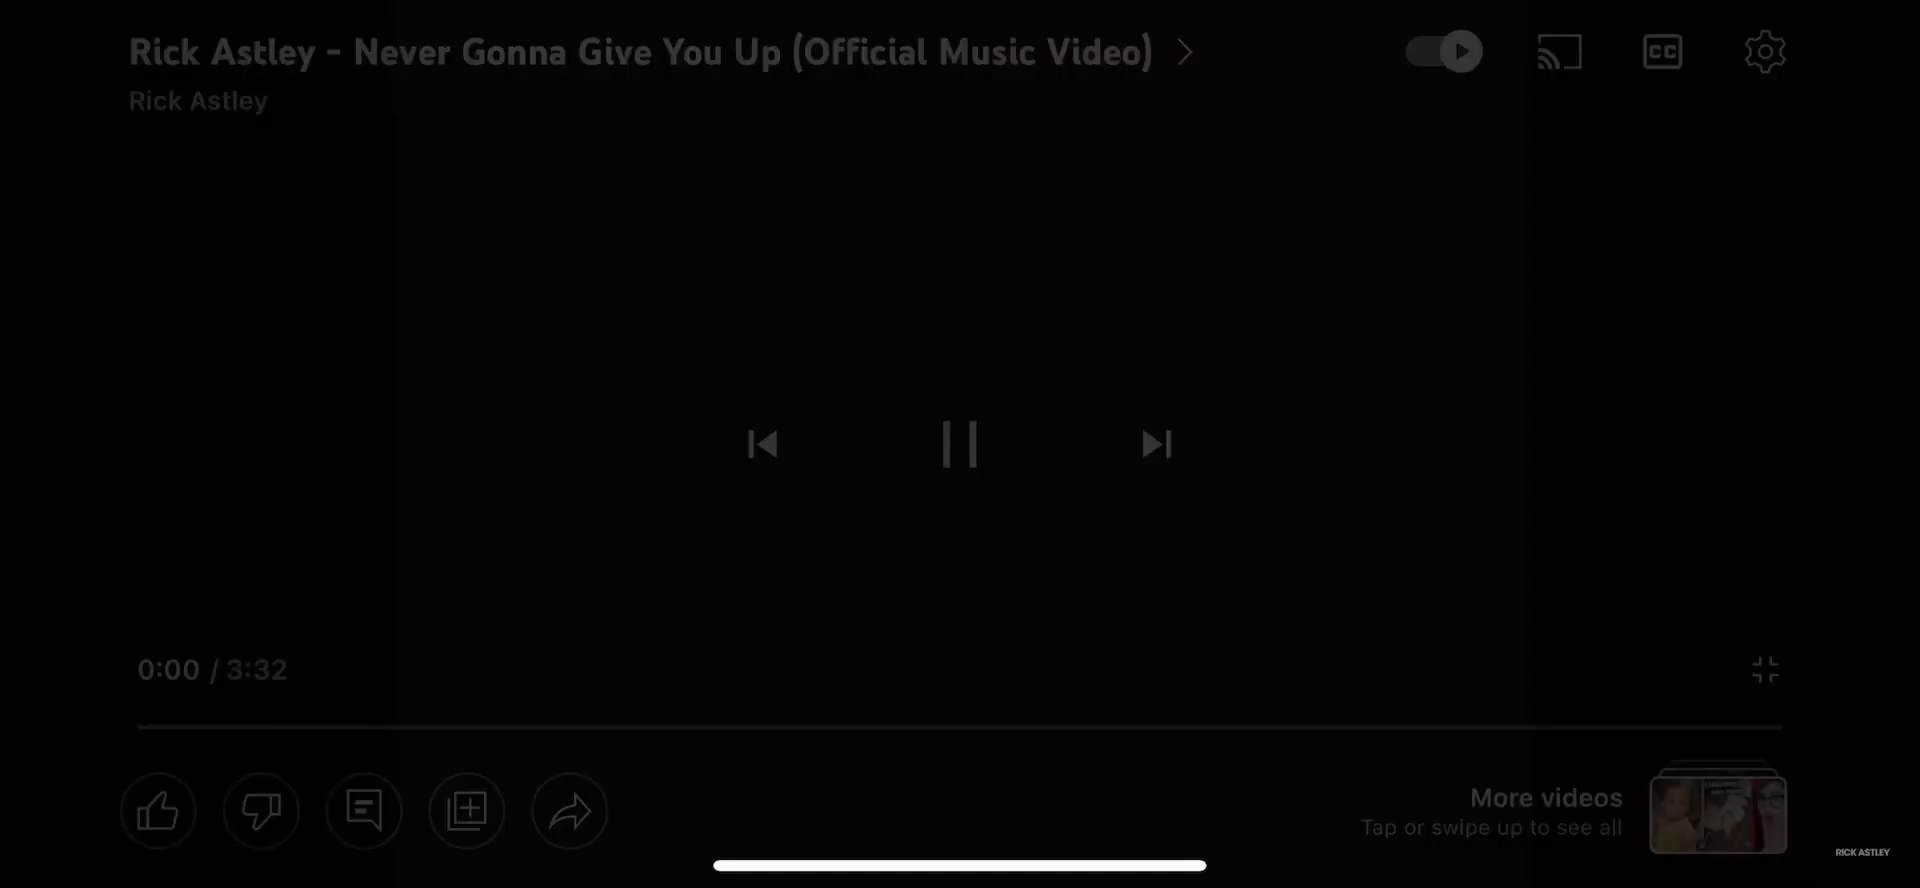 Rick Astley - Never Gonna Give You Up (Official Music Video)
Rick Astley
CC
0:00 / 3:32
More videos
Tap or swipe up to see all
RICK ASTLEY